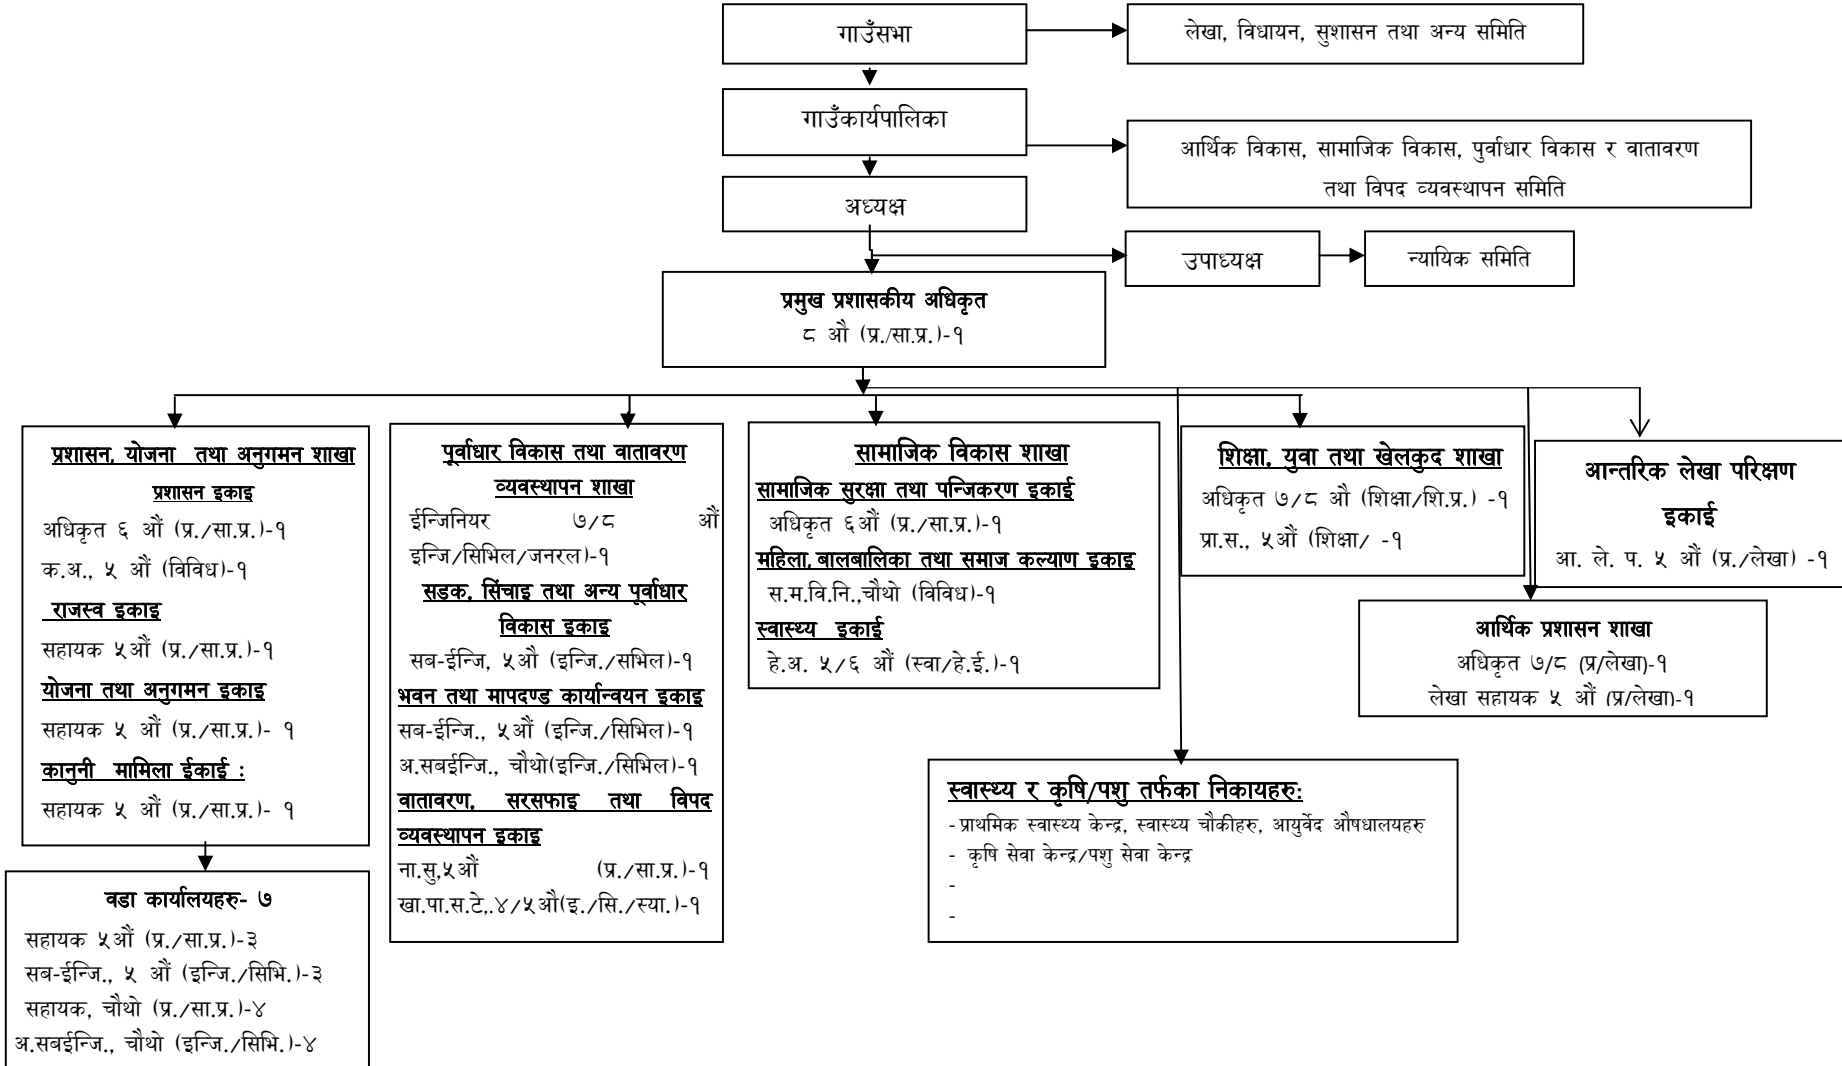 गाउँसभा
लेखा, विधायन, सुशासन तथा अन्य समिति
गाउँकार्यपालिका
आर्थिक विकास, सामाजिक विकास, पुर्वाधार विकास र वातावरण
तथा विपद व्यवस्थापन समिति
अध्यक्ष
उपाध्यक्ष
न्यायिक समिति
प्रमुख प्रशासकीय अधिकृत
८ औ (प्र./सा.प्र.)-१
प्रशासन, योजना तथा अनुगमन शाखा
प्रशासन इकाइ
अधिकृत ६ औं (प्र./सा.प्र.)-१
क.अ., ५ औं (विविध)-१
राजस्व इकाइ
सहायक ५औं (प्र./सा.प्र.)-१
योजना तथा अनुगमन इकाइ
सहायक ५ औं (प्र./सा.प्र.)- १
कानुनी मामिला ईकाई :
सहायक ५ औं (प्र./सा.प्र.)- १
वडा कार्यालयहरु- ७
सहायक ५औं (प्र./सा.प्र.)-३
सब-ईन्जि., ५ औं (इन्जि./सिभि.)-३
सहायक, चौथो (प्र./सा.प्र.)-४
अ.सबईन्जि., चौथो (इन्जि./सिभि.)-४
पूर्वाधार विकास तथा वातावरण
व्यवस्थापन शाखा
ईन्जिनियर ७/८ औं
इन्जि/सिभिल/जनरल)-१
सडक, सिंचाइ तथा अन्य पूर्वाधार
विकास इकाइ
सब-ईन्जि, ५औ (इन्जि./सभिल)-१
भवन तथा मापदण्ड कार्यान्वयन इकाइ
सब-ईन्जि., ५औं (इन्जि./सिभिल)-१
अ.सबईन्जि., चौथो(इन्जि./सिभिल)-१
वातावरण, सरसफाइ तथा विपद
व्यवस्थापन इकाइ
ना.सु,५औं (प्र./सा.प्र.)-१
खा.पा.स.टे,.४/५औ(इ./सि./स्या.)-१
सामाजिक विकास शाखा
सामाजिक सुरक्षा तथा पन्जिकरण इकाई
अधिकृत ६औं (प्र./सा.प्र.)-१
महिला, बालबालिका तथा समाज कल्याण इकाइ
स.म.वि.नि.,चौथो (विविध)-१
स्वास्थ्य इकाई
हे.अ. ५/६ औं (स्वा/हे.ई.)-१
शिक्षा, युवा तथा खेलकुद शाखा
अधिकृत ७/८ औ (शिक्षा/शि.प्र.) -१
प्रा.स., ५औं (शिक्षा/ -१
आन्तरिक लेखा परिक्षण
इकाई
आ. ले. प. ५ औं (प्र./लेखा) -१
आर्थिक प्रशासन शाखा
अधिकृत ७/८ (प्र/लेखा)-१
लेखा सहायक ५ औं (प्र/लेखा)-१
स्वास्थ्य र कृषि/पशु तर्फका निकायहरु:
-प्राथमिक स्वास्थ्य केन्द्र, स्वास्थ्य चौकीहरु, आयुर्वेद औषधालयहरु
- कृषि सेवा केन्द्र/पशु सेवा केन्द्र
-
-